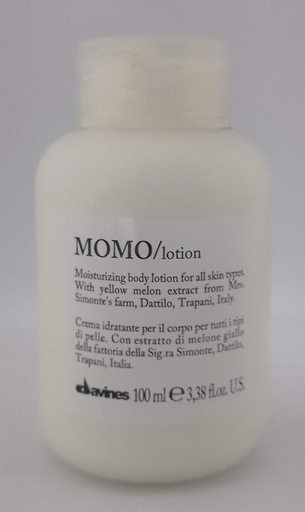 MOMO/lotion
Moisturizing body lotion for all skin types.
With yellow melon extract from Mrs.
Simonte's farm, Dattilo, Trapani, Italy.
Crema idratante per il corpo per tutti i tipi
di pelle. Con estratto di melone giallo
della fattoria della Sig.ra Simonte, Dattilo,
Trapani, Italia.
davines 100 ml ℮ 3,38 fl.oz. U.S.